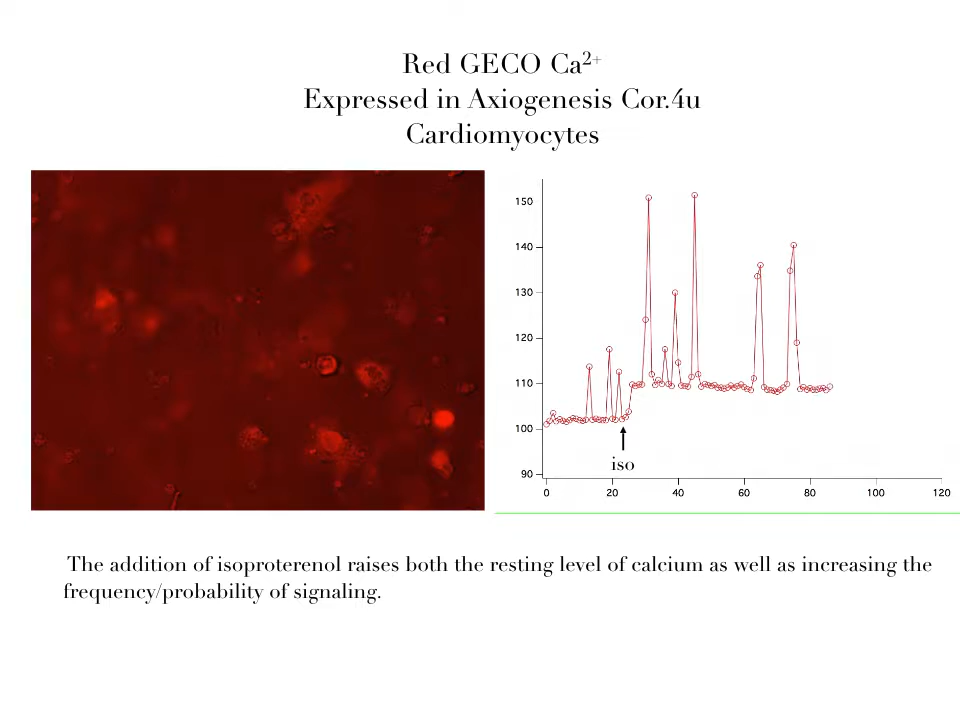 Red GECO Ca²⁺
Expressed in Axiogenesis Cor.4u
Cardiomyocytes
150
140
130
120
110
100
90
iso
0 20 40 60 80 100 120
The addition of isoproterenol raises both the resting level of calcium as well as increasing the
frequency/probability of signaling.